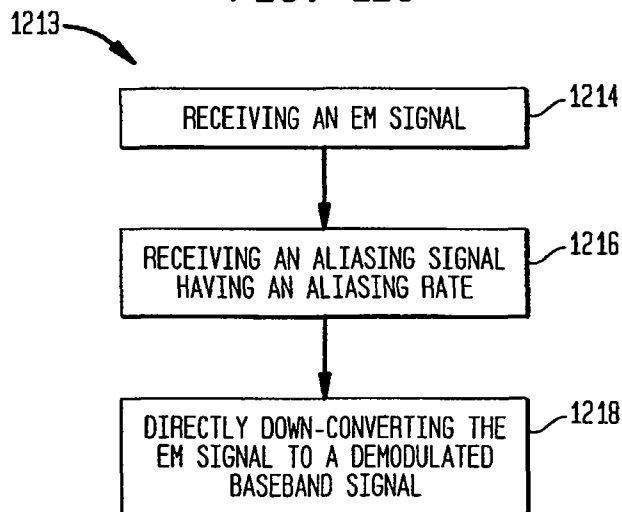 1213
RECEIVING AN EM SIGNAL
1214
RECEIVING AN ALIASING SIGNAL
HAVING AN ALIASING RATE
1216
DIRECTLY DOWN-CONVERTING THE
EM SIGNAL TO A DEMODULATED
BASEBAND SIGNAL
1218